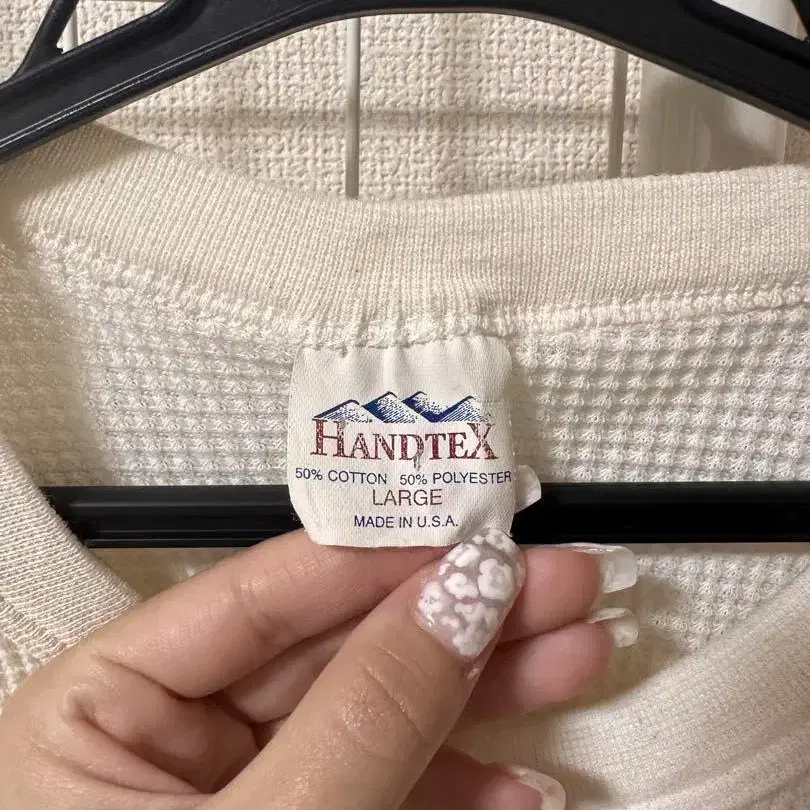 HANDTEX
50% COTTON 50% POLYESTER
LARGE
MADE IN U.S.A.